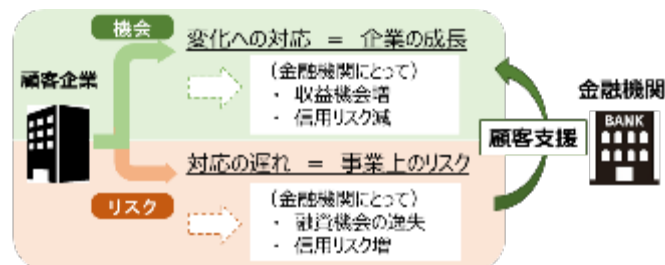 機会
変化への対応 = 企業の成長
顧客企業
(金融機関にとって)
・ 収益機会増
・ 信用リスク減
金融機関
BANK
顧客支援
対応の遅れ = 事業上のリスク
リスク
(金融機関にとって)
・ 融資機会の逸失
・ 信用リスク増